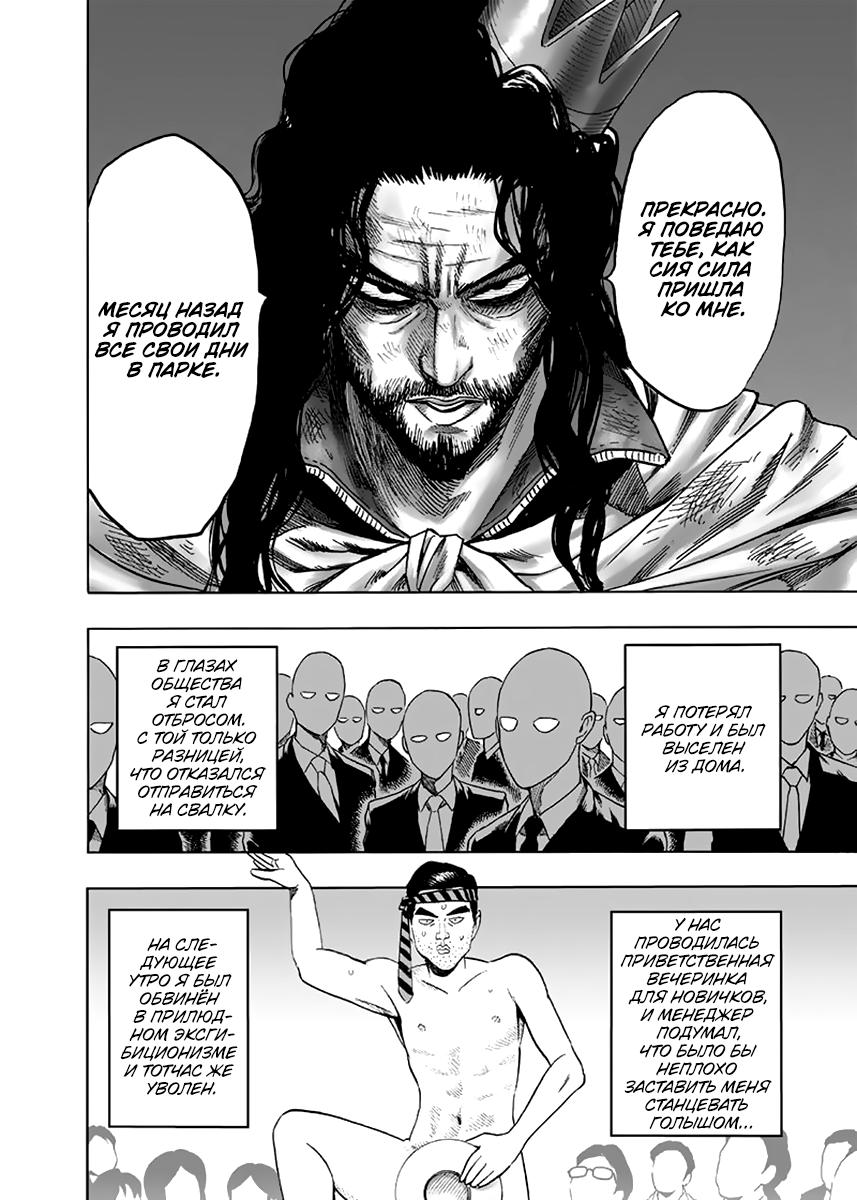 ПРЕКРАСНО.
Я ПОВЕДАЮ
ТЕБЕ, КАК
СИЯ СИЛА
ПРИШЛА
КО МНЕ.
МЕСЯЦ НАЗАД
Я ПРОВОДИЛ
ВСЕ СВОИ ДНИ
В ПАРКЕ.
Я ПОТЕРЯЛ
РАБОТУ И БЫЛ
ВЫСЕЛЕН
ИЗ ДОМА.
В ГЛАЗАХ
ОБЩЕСТВА
Я СТАЛ
ОТБРОСОМ.
С ТОЙ ТОЛЬКО
РАЗНИЦЕЙ,
ЧТО ОТКАЗАЛСЯ
ОТПРАВИТЬСЯ
НА СВАЛКУ.
У НАС
ПРОВОДИЛАСЬ
ПРИВЕТСТВЕННАЯ
ВЕЧЕРИНКА
ДЛЯ НОВИЧКОВ,
И МЕНЕДЖЕР
ПОДУМАЛ,
ЧТО БЫЛО БЫ
НЕПЛОХО
ЗАСТАВИТЬ МЕНЯ
СТАНЦЕВАТЬ
ГОЛЫШОМ...
НА СЛЕ-
ДУЮЩЕЕ
УТРО Я БЫЛ
ОБВИНЁН
В ПРИЛЮД-
НОМ ЭКСГИ-
БИЦИОНИЗМЕ
И ТОТЧАС ЖЕ
УВОЛЕН.